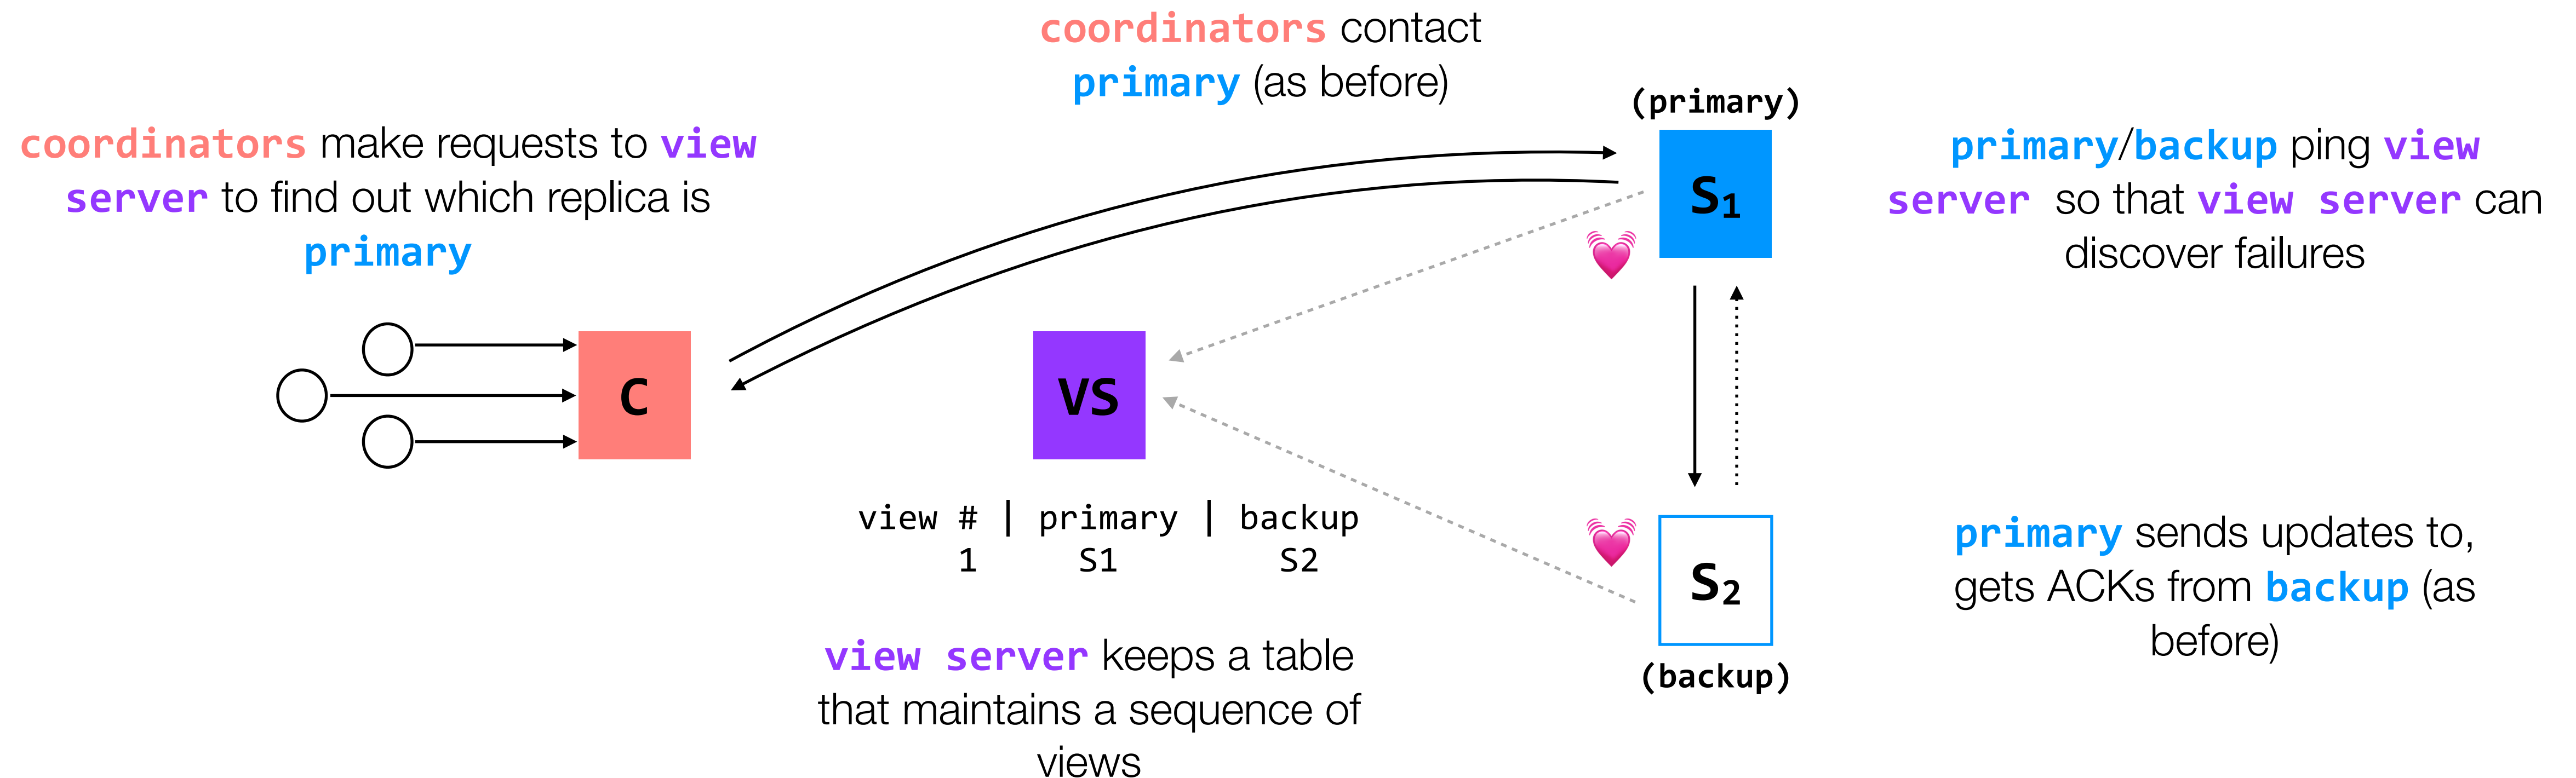 coordinators contact
primary (as before)
coordinators make requests to view
server to find out which replica is
primary
(primary)
S₁
primary/backup ping view
server so that view server can
discover failures
C
VS
view # | primary | backup
1 S1 S2
view server keeps a table
that maintains a sequence of
views
S₂
(backup)
primary sends updates to,
gets ACKs from backup (as
before)